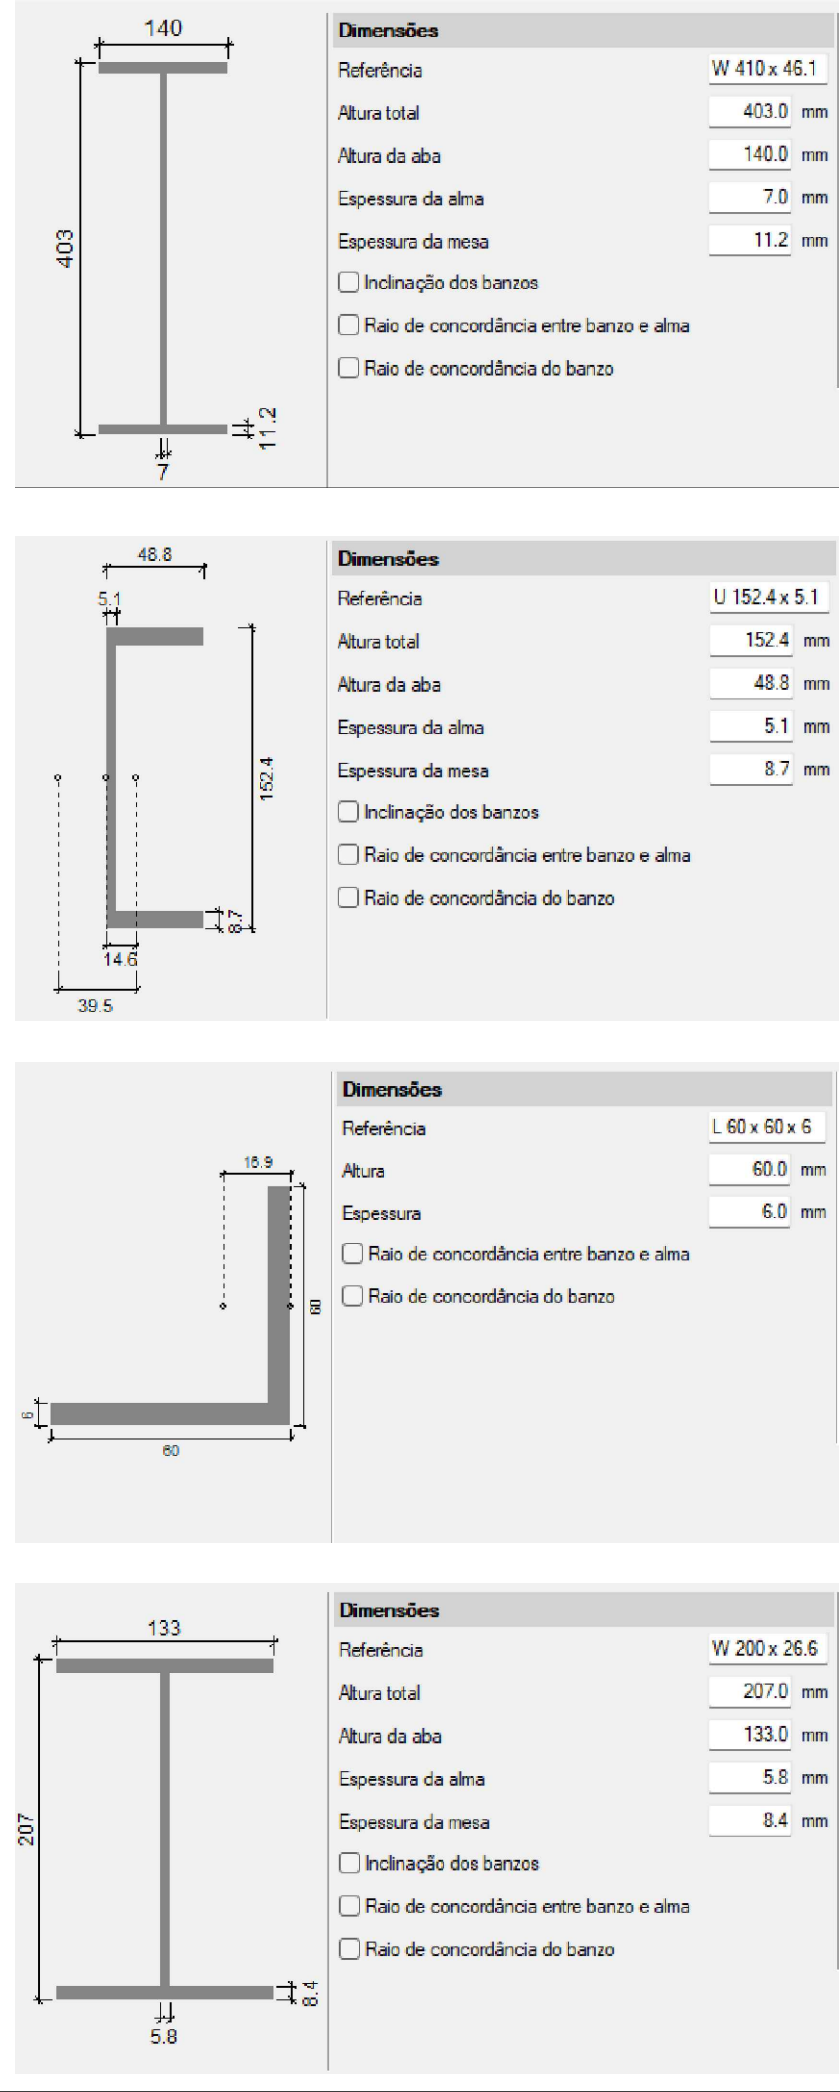 140
403
11.2
7
Dimensões
Referência W 410 x 46.1
Altura total 403.0 mm
Altura da aba 140.0 mm
Espessura da alma 7.0 mm
Espessura da mesa 11.2 mm
Inclinação dos banzos
Raio de concordância entre banzo e alma
Raio de concordância do banzo
48.8
5.1
152.4
8.7
14.6
39.5
Dimensões
Referência U 152.4 x 5.1
Altura total 152.4 mm
Altura da aba 48.8 mm
Espessura da alma 5.1 mm
Espessura da mesa 8.7 mm
Inclinação dos banzos
Raio de concordância entre banzo e alma
Raio de concordância do banzo
16.9
60
6
60
Dimensões
Referência L 60 x 60 x 6
Altura 60.0 mm
Espessura 6.0 mm
Raio de concordância entre banzo e alma
Raio de concordância do banzo
133
207
8.4
5.8
Dimensões
Referência W 200 x 26.6
Altura total 207.0 mm
Altura da aba 133.0 mm
Espessura da alma 5.8 mm
Espessura da mesa 8.4 mm
Inclinação dos banzos
Raio de concordância entre banzo e alma
Raio de concordância do banzo